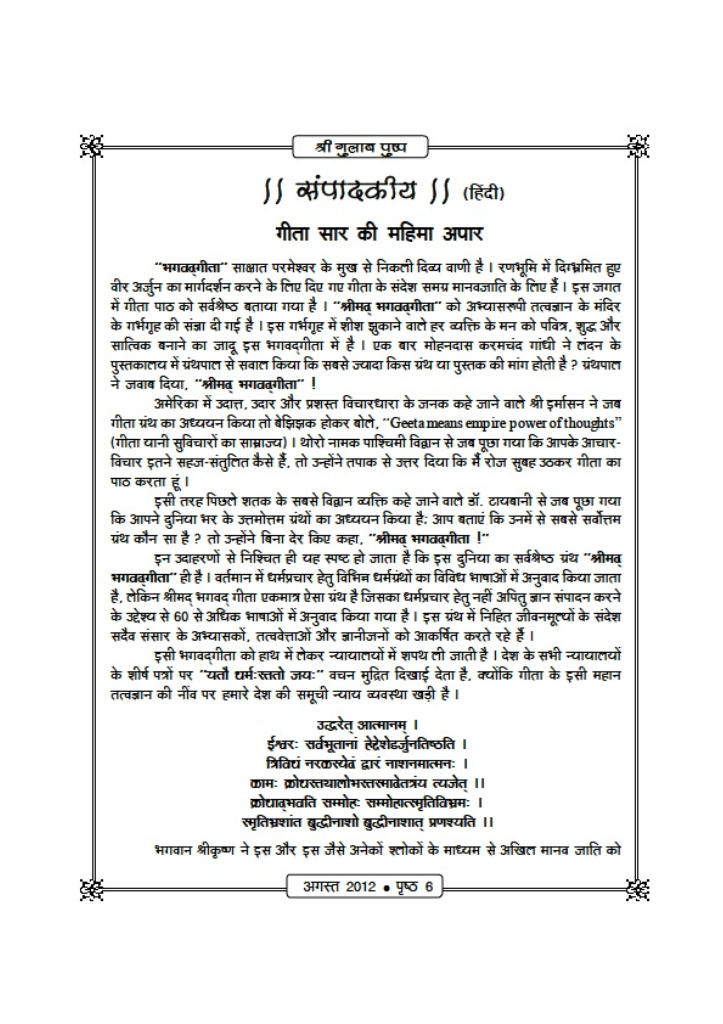 श्री गुलाब पुष्प
।। संपादकीय ।। (हिंदी)
गीता सार की महिमा अपार
“भगवद्‌गीता” साक्षात परमेश्वर के मुख से निकली दिव्य वाणी है । रणभूमि में दिग्भ्रमित हुए
वीर अर्जुन का मार्गदर्शन करने के लिए दिए गए गीता के संदेश समग्र मानवजाति के लिए हैं । इस जगत
में गीता पाठ को सर्वश्रेष्ठ बताया गया है । “श्रीमद् भगवद्‌गीता” को अभ्यासरूपी तत्वज्ञान के मंदिर
के गर्भगृह की संज्ञा दी गई है । इस गर्भगृह में शीश झुकाने वाले हर व्यक्ति के मन को पवित्र, शुद्ध और
सात्विक बनाने का जादू इस भगवद्‌गीता में है । एक बार मोहनदास करमचंद गांधी ने लंदन के
पुस्तकालय में ग्रंथपाल से सवाल किया कि सबसे ज्यादा किस ग्रंथ या पुस्तक की मांग होती है ? ग्रंथपाल
ने जवाब दिया, “श्रीमद् भगवद्‌गीता” !
अमेरिका में उदात्त, उदार और प्रशस्त विचारधारा के जनक कहे जाने वाले श्री इर्मासन ने जब
गीता ग्रंथ का अध्ययन किया तो बेझिझक होकर बोले, “Geeta means empire power of thoughts”
(गीता यानी सुविचारों का साम्राज्य) । थोरो नामक पाश्चिमी विद्वान से जब पूछा गया कि आपके आचार-
विचार इतने सहज-संतुलित कैसे हैं, तो उन्होंने तपाक से उत्तर दिया कि मैं रोज सुबह उठकर गीता का
पाठ करता हूं ।
इसी तरह पिछले शतक के सबसे विद्वान व्यक्ति कहे जाने वाले डॉ. टायबानी से जब पूछा गया
कि आपने दुनिया भर के उत्तमोत्तम ग्रंथों का अध्ययन किया है; आप बताएं कि उनमें से सबसे सर्वोत्तम
ग्रंथ कौन सा है ? तो उन्होंने बिना देर किए कहा, “श्रीमद् भगवद्‌गीता !”
इन उदाहरणों से निश्चित ही यह स्पष्ट हो जाता है कि इस दुनिया का सर्वश्रेष्ठ ग्रंथ “श्रीमद्
भगवद्‌गीता” ही है । वर्तमान में धर्मप्रचार हेतु विभिन्न धर्मग्रंथों का विविध भाषाओं में अनुवाद किया जाता
है, लेकिन श्रीमद् भगवद् गीता एकमात्र ऐसा ग्रंथ है जिसका धर्मप्रचार हेतु नहीं अपितु ज्ञान संपादन करने
के उद्देश्य से 60 से अधिक भाषाओं में अनुवाद किया गया है । इस ग्रंथ में निहित जीवनमूल्यों के संदेश
सदैव संसार के अभ्यासकों, तत्ववेत्ताओं और ज्ञानीजनों को आकर्षित करते रहे हैं ।
इसी भगवद्‌गीता को हाथ में लेकर न्यायालयों में शपथ ली जाती है । देश के सभी न्यायालयों
के शीर्ष पत्रों पर “यतौ धर्मःस्ततो जयः” वचन मुद्रित दिखाई देता है, क्योंकि गीता के इसी महान
तत्वज्ञान की नींव पर हमारे देश की समूची न्याय व्यवस्था खड़ी है ।
उद्धरेत् आत्मानम् ।
ईश्वरः सर्वभूतानां हेद्देशेडर्जुनतिष्ठति ।
त्रिविधं नरकस्येवं द्वारं नाशनमात्मनः ।
कामः क्रोधस्तथालोभस्तस्मादेतत्रंय त्यजेत् ।।
क्रोधाद्‌भवति सम्मोहः सम्मोहात्स्मृतिविभ्रमः ।
स्मृतिभ्रशांत बुद्धीनाशो बुद्धीनाशात् प्रणश्यति ।।
भगवान श्रीकृष्ण ने इस और इस जैसे अनेकों श्लोकों के माध्यम से अखिल मानव जाति को
अगस्त 2012 ● पृष्ठ 6